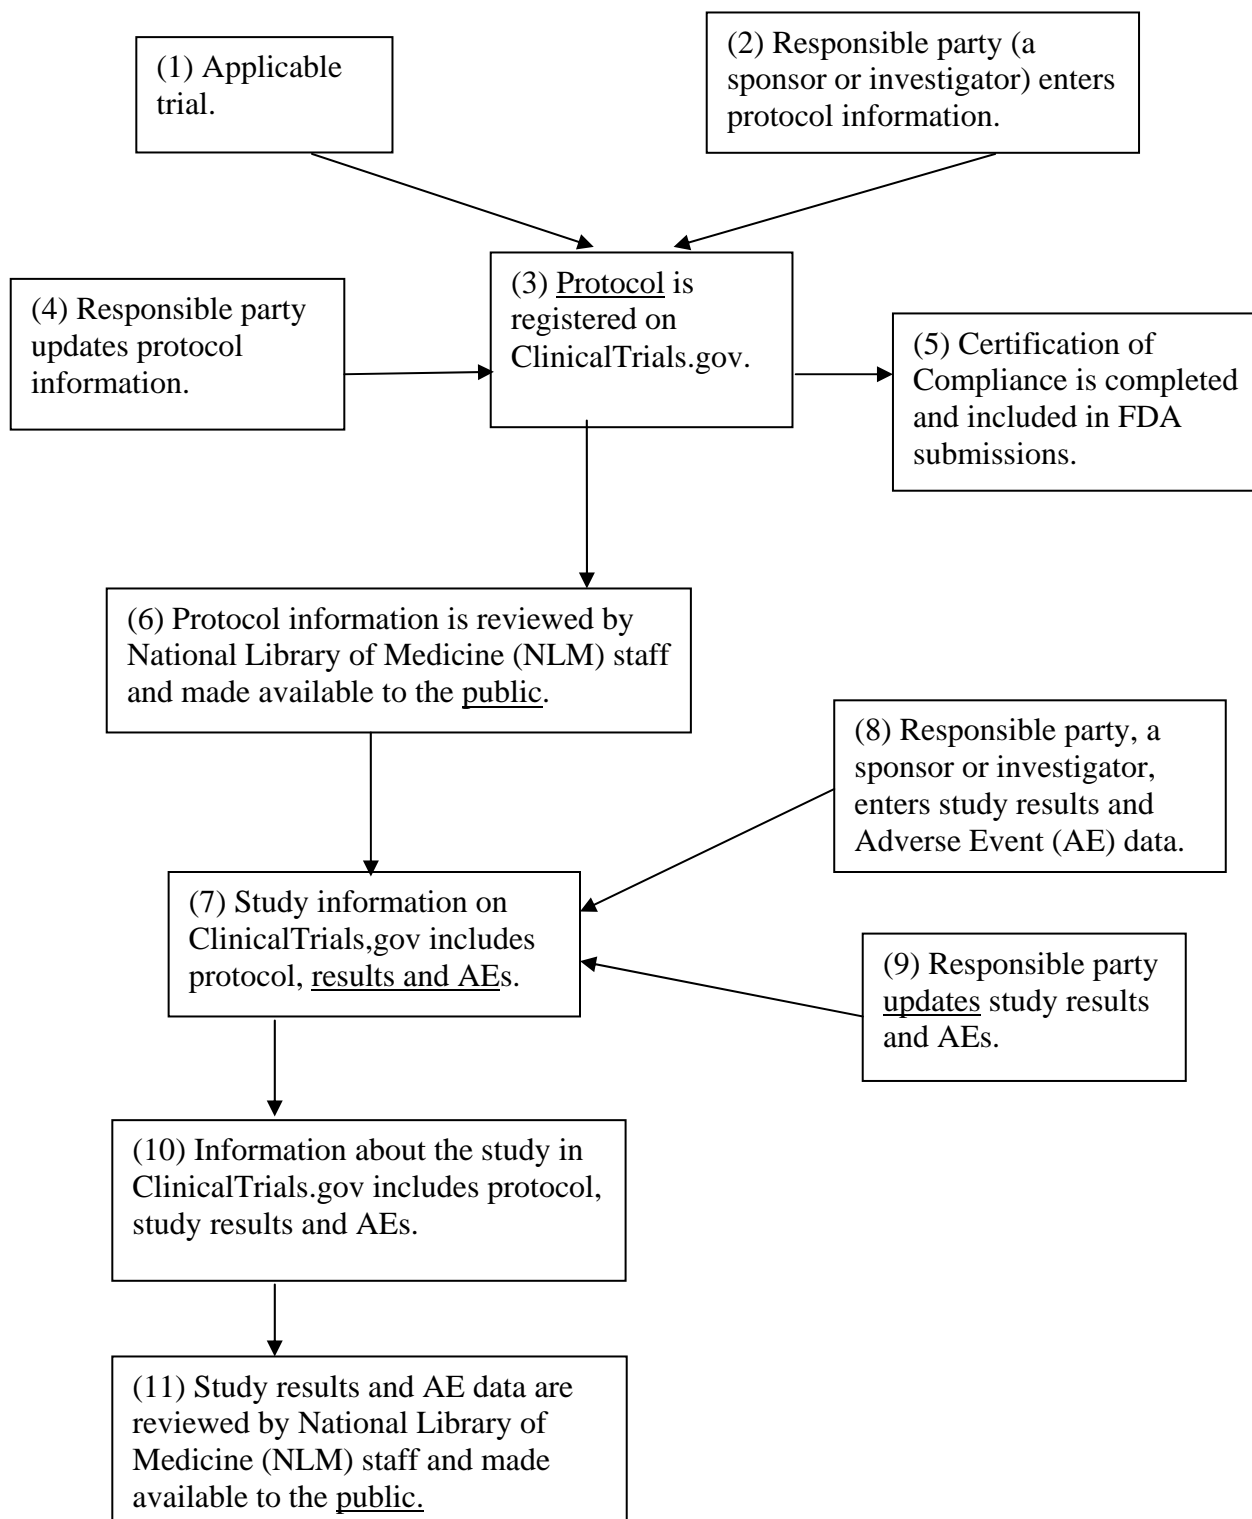 (1) Applicable
trial.
(2) Responsible party (a
sponsor or investigator) enters
protocol information.
(3) Protocol is
registered on
ClinicalTrials.gov.
(4) Responsible party
updates protocol
information.
(5) Certification of
Compliance is completed
and included in FDA
submissions.
(6) Protocol information is reviewed by
National Library of Medicine (NLM) staff
and made available to the public.
(8) Responsible party, a
sponsor or investigator,
enters study results and
Adverse Event (AE) data.
(7) Study information on
ClinicalTrials,gov includes
protocol, results and AEs.
(9) Responsible party
updates study results
and AEs.
(10) Information about the study in
ClinicalTrials.gov includes protocol,
study results and AEs.
(11) Study results and AE data are
reviewed by National Library of
Medicine (NLM) staff and made
available to the public.